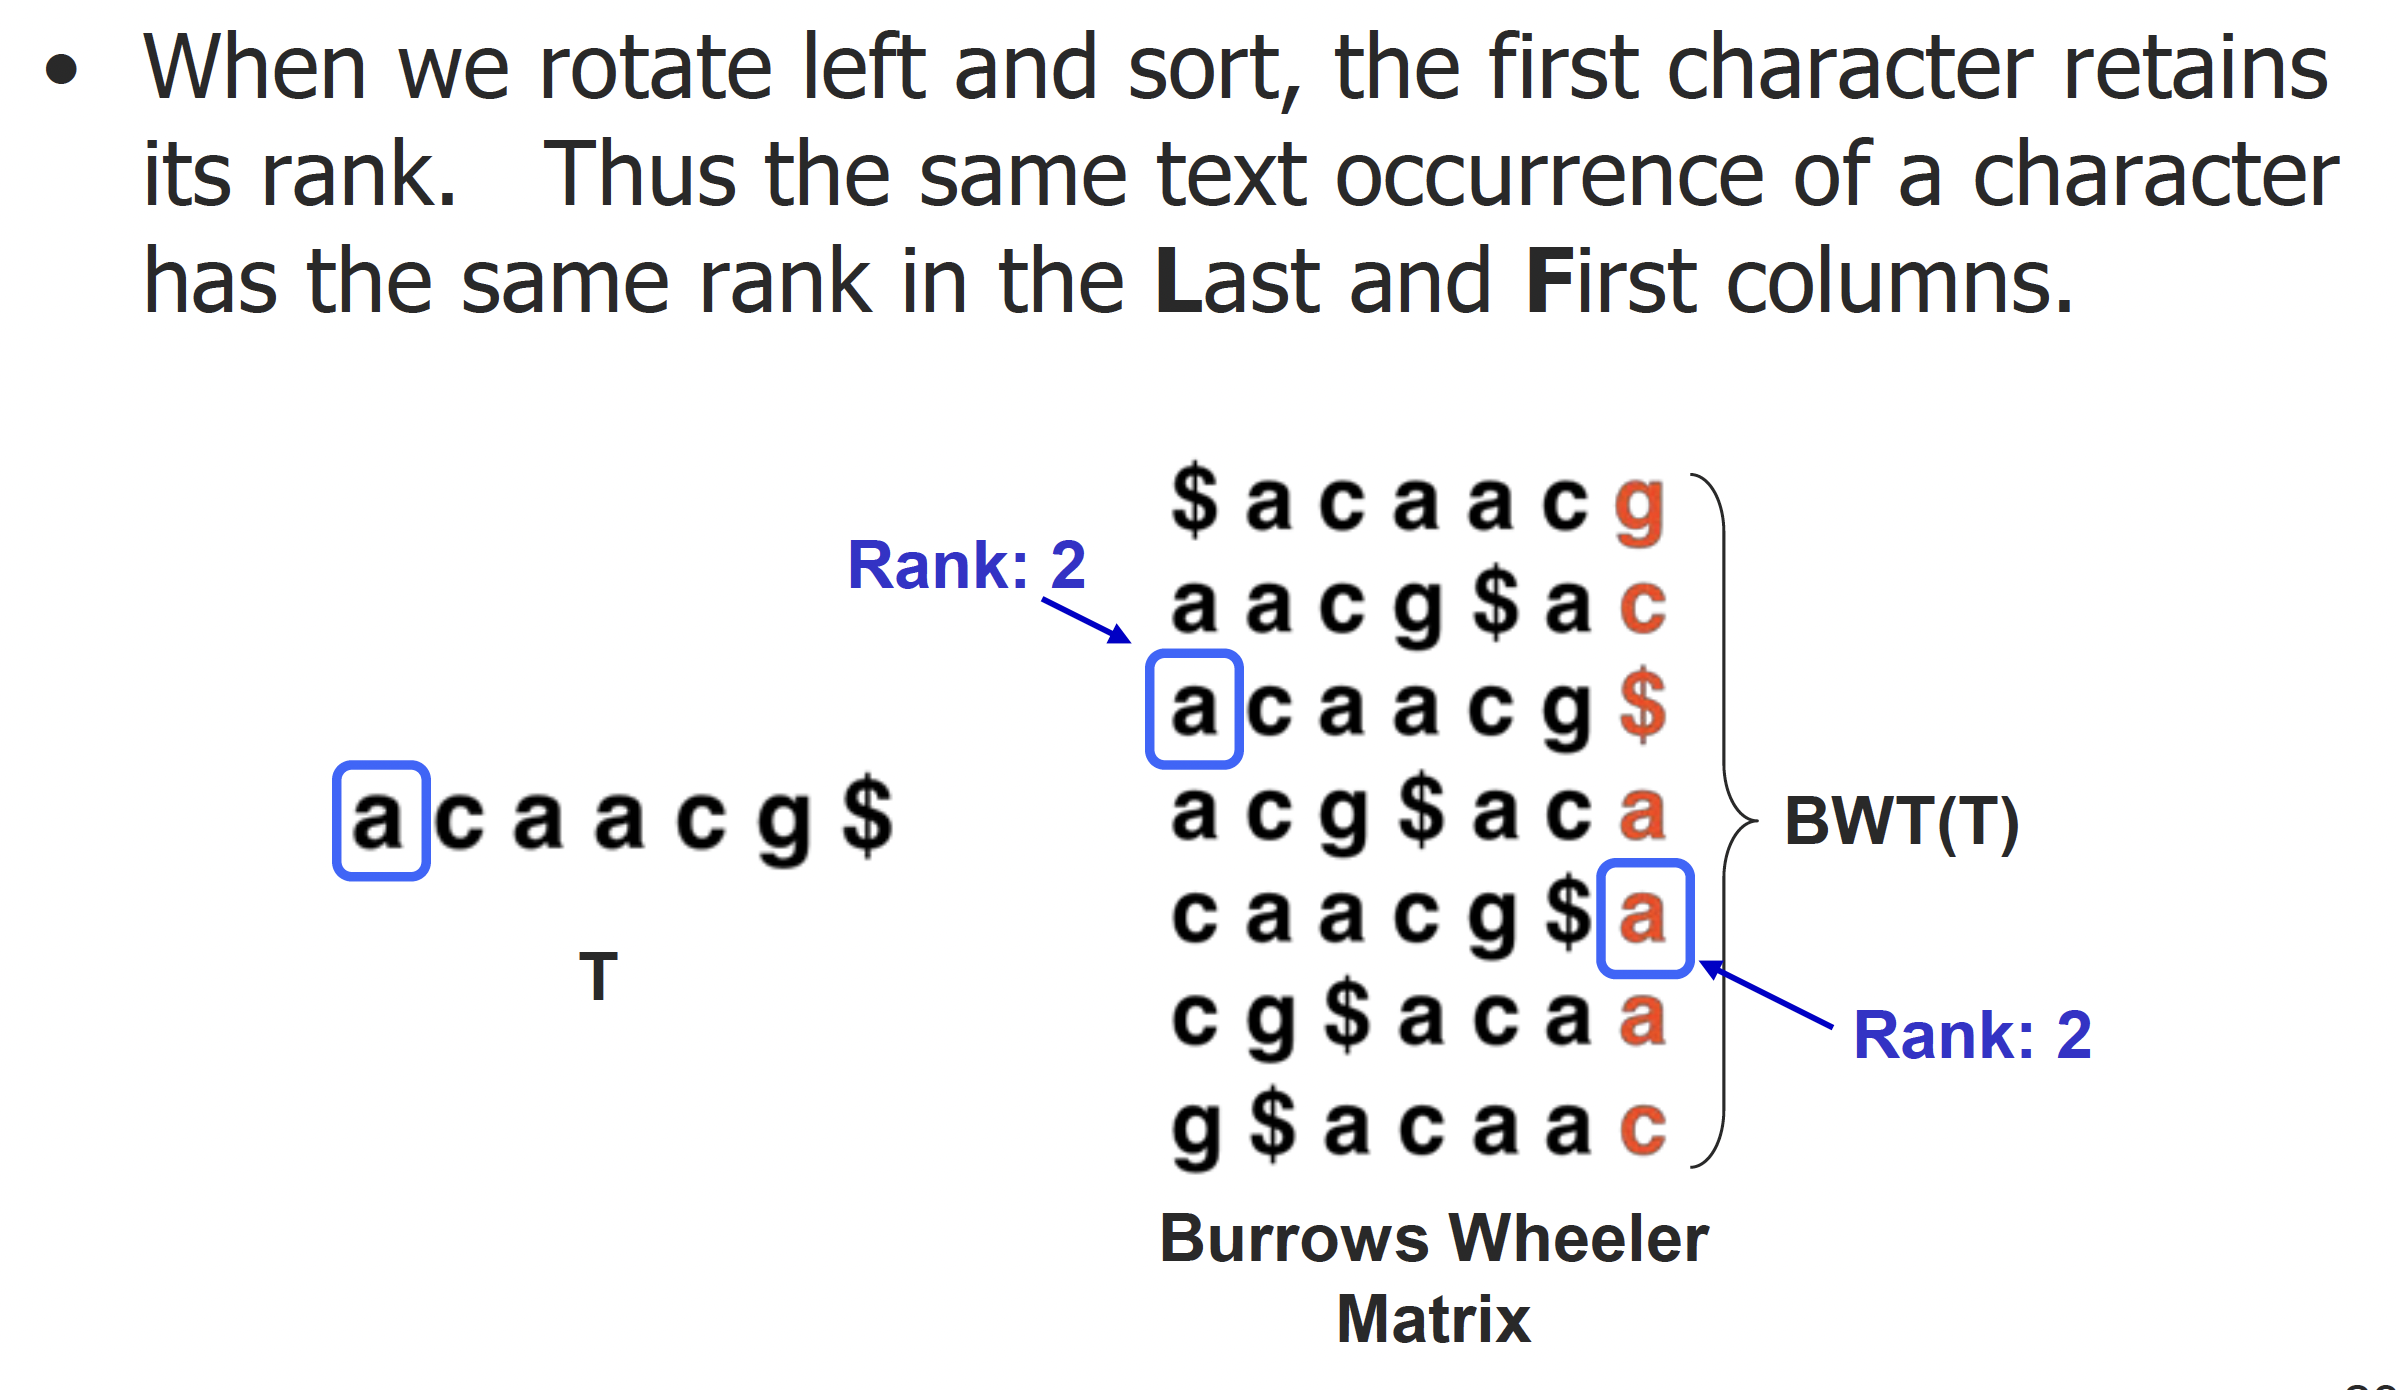 • When we rotate left and sort, the first character retains
its rank. Thus the same text occurrence of a character
has the same rank in the Last and First columns.
$ a c a a c g
Rank: 2
a a c g $ a c
a c a a c g $
a c a a c g $
a c g $ a c a
BWT(T)
c a a c g $ a
T
c g $ a c a a
Rank: 2
g $ a c a a c
Burrows Wheeler
Matrix